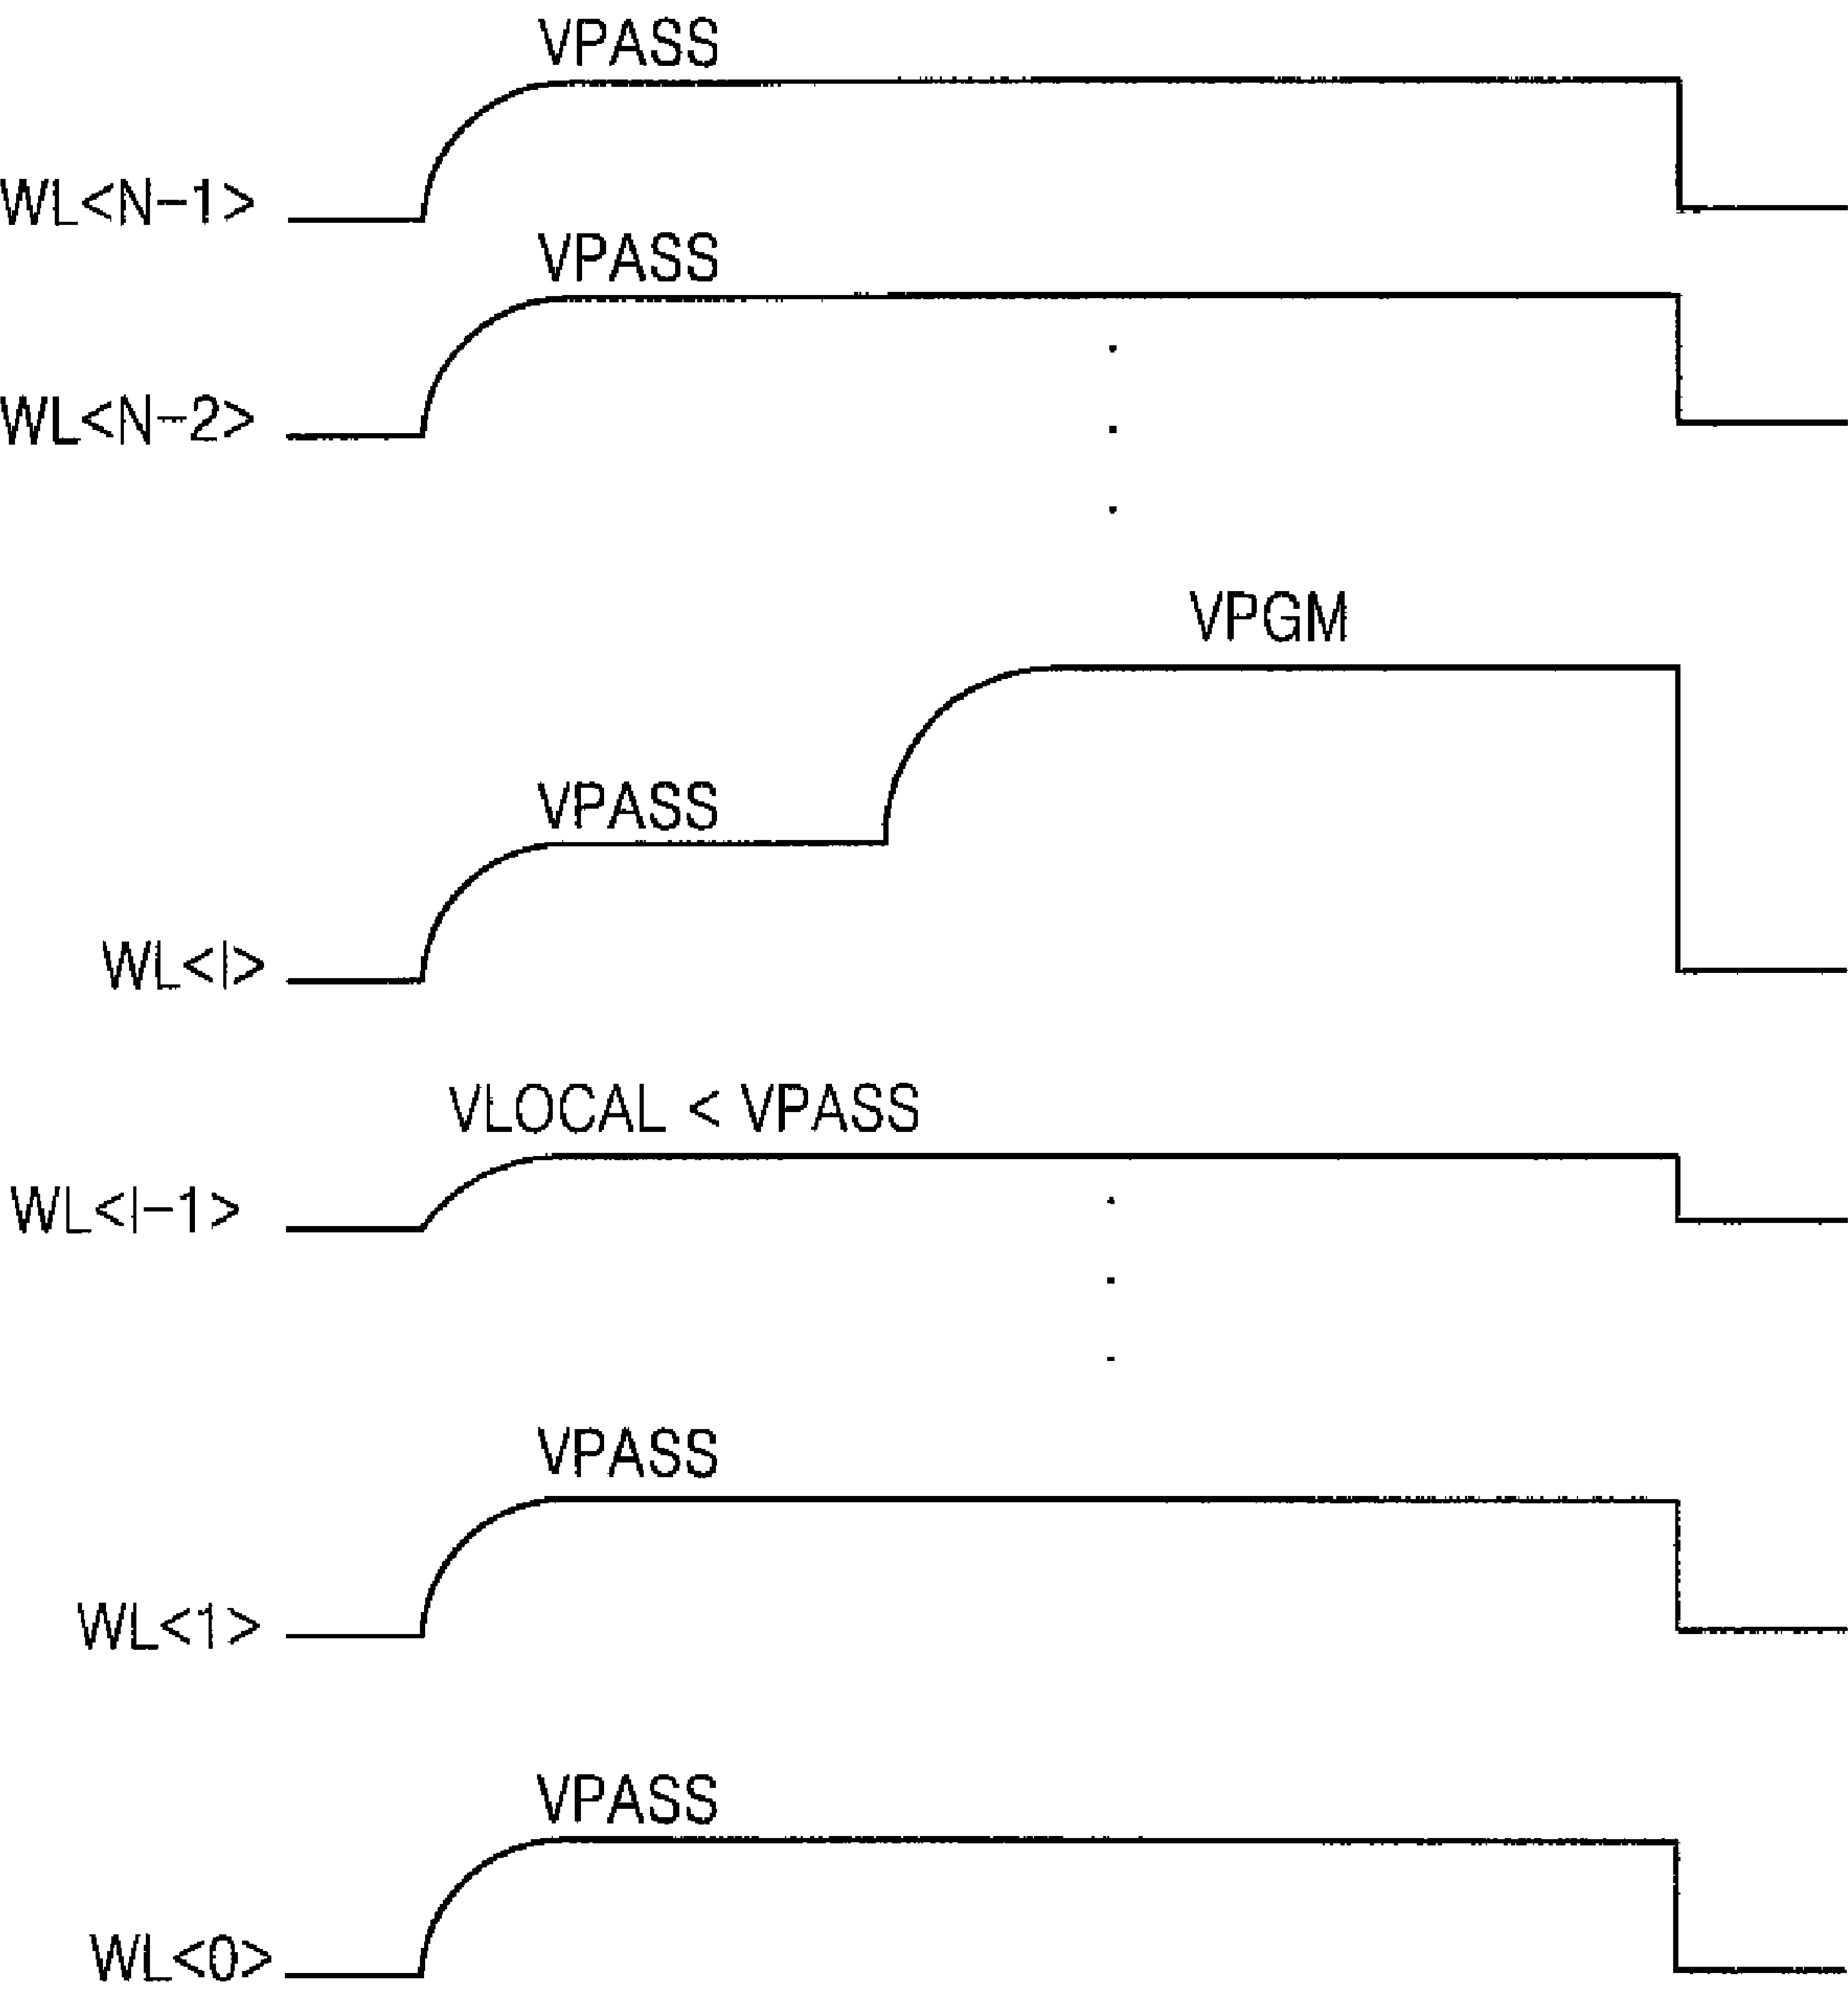 VPASS
WL<N-1>
VPASS
WL<N-2>
VPGM
VPASS
WL<I>
VLOCAL < VPASS
WL<I-1>
VPASS
WL<1>
VPASS
WL<0>